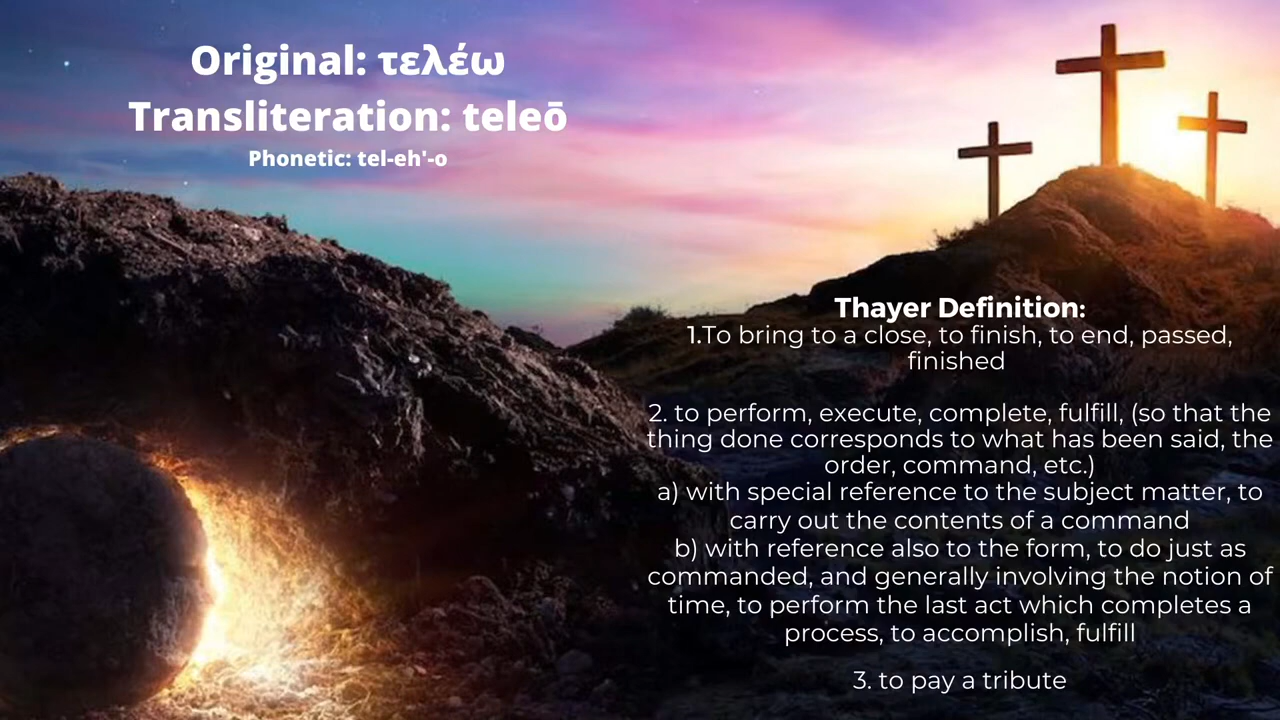 Original: τελέω
Transliteration: teleō
Phonetic: tel-eh'-o
Thayer Definition:
1.To bring to a close, to finish, to end, passed,
finished
2. to perform, execute, complete, fulfill, (so that the
thing done corresponds to what has been said, the
order, command, etc.)
a) with special reference to the subject matter, to
carry out the contents of a command
b) with reference also to the form, to do just as
commanded, and generally involving the notion of
time, to perform the last act which completes a
process, to accomplish, fulfill
3. to pay a tribute